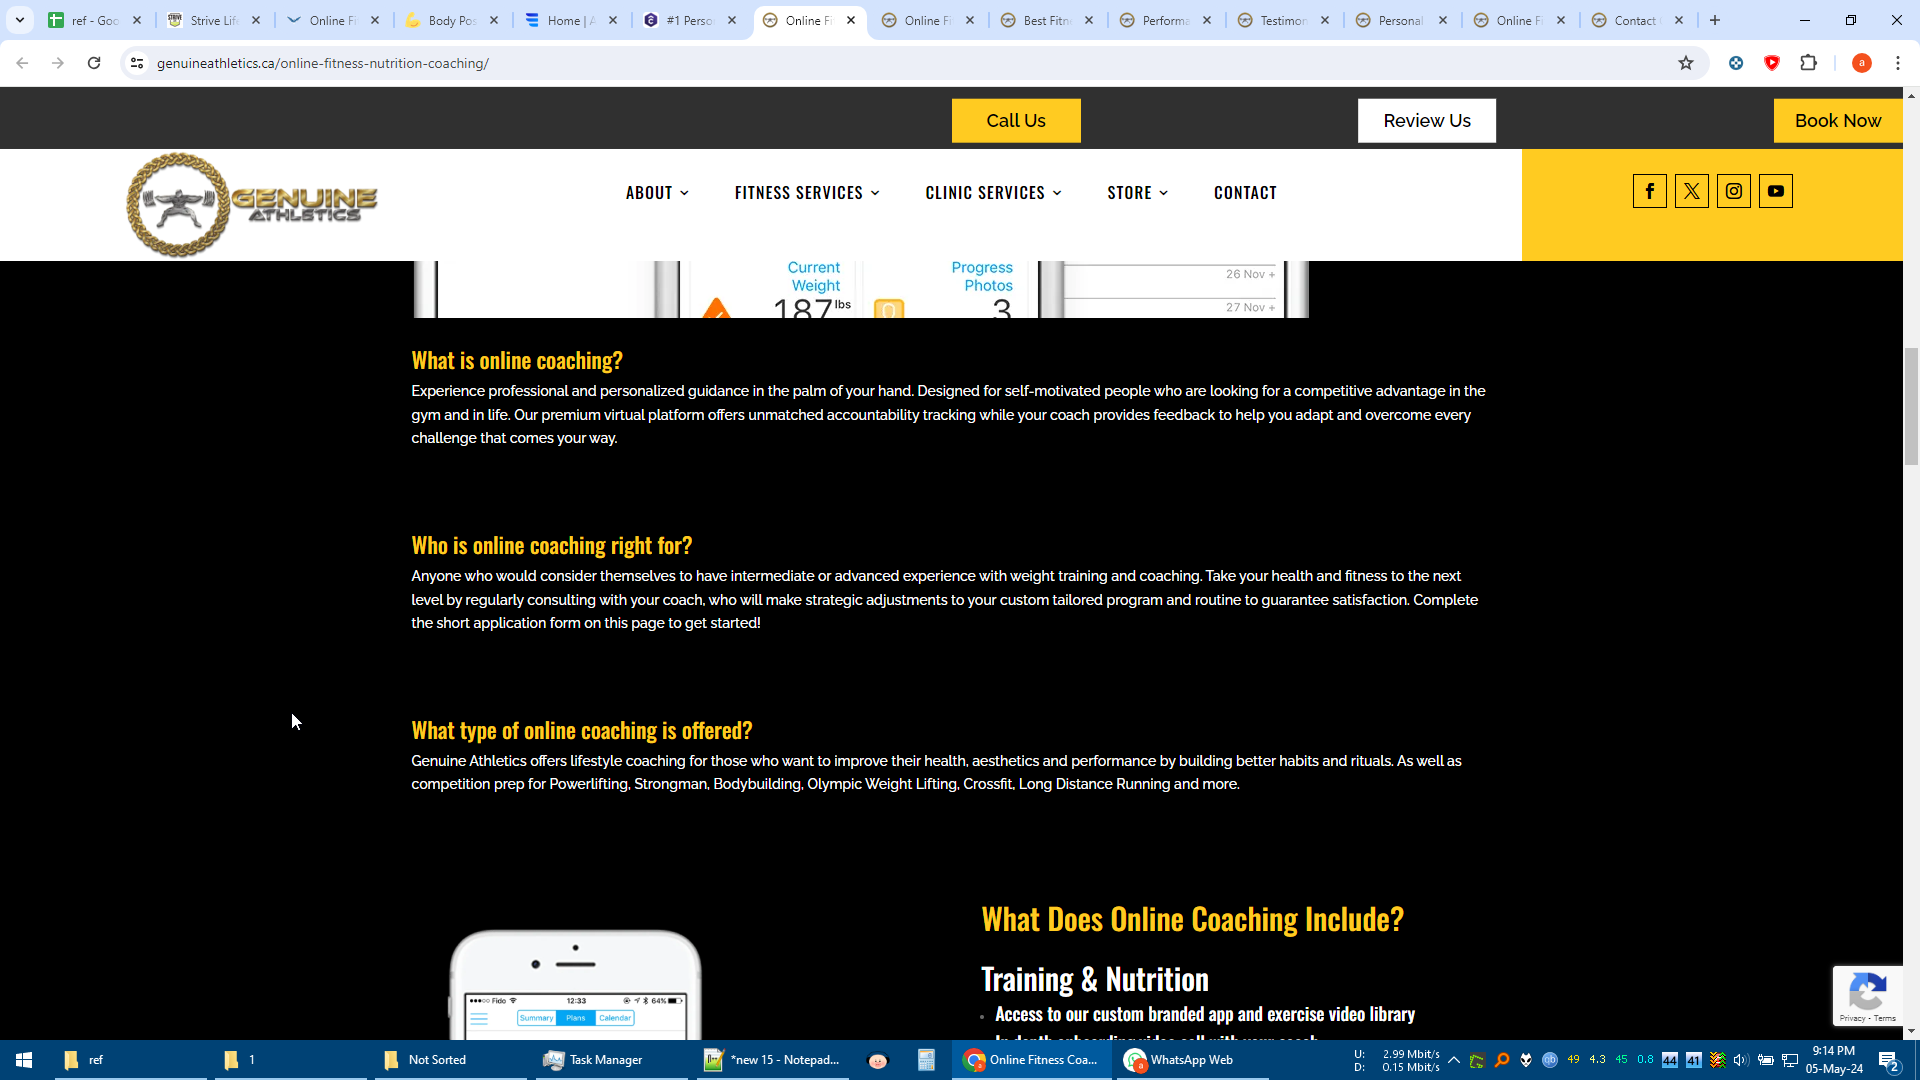 ref - Goo
Strive Life
Online Fi
Body Pos
Home | A
#1 Perso
Online Fi
Online Fi
Best Fitne
Performa
Testimon
Personal
Online Fi
Contact
genuineathletics.ca/online-fitness-nutrition-coaching/
a
Call Us
Review Us
Book Now
GENUINE
ATHLETICS
ABOUT
FITNESS SERVICES
CLINIC SERVICES
STORE
CONTACT
Current
Weight
187 lbs
Progress
Photos
3
26 Nov +
27 Nov +
What is online coaching?
Experience professional and personalized guidance in the palm of your hand. Designed for self-motivated people who are looking for a competitive advantage in the
gym and in life. Our premium virtual platform offers unmatched accountability tracking while your coach provides feedback to help you adapt and overcome every
challenge that comes your way.
Who is online coaching right for?
Anyone who would consider themselves to have intermediate or advanced experience with weight training and coaching. Take your health and fitness to the next
level by regularly consulting with your coach, who will make strategic adjustments to your custom tailored program and routine to guarantee satisfaction. Complete
the short application form on this page to get started!
What type of online coaching is offered?
Genuine Athletics offers lifestyle coaching for those who want to improve their health, aesthetics and performance by building better habits and rituals. As well as
competition prep for Powerlifting, Strongman, Bodybuilding, Olympic Weight Lifting, Crossfit, Long Distance Running and more.
What Does Online Coaching Include?
Training & Nutrition
Access to our custom branded app and exercise video library
In depth onboarding video call with your coach
Fido 12:33 64%
Summary Plans Calendar
Privacy - Terms
ref
1
Not Sorted
Task Manager
*new 15 - Notepad...
Online Fitness Coa...
WhatsApp Web
U: 2.99 Mbit/s
D: 0.15 Mbit/s
49 4.3 45 0.8 44 41
9:14 PM
05-May-24
2